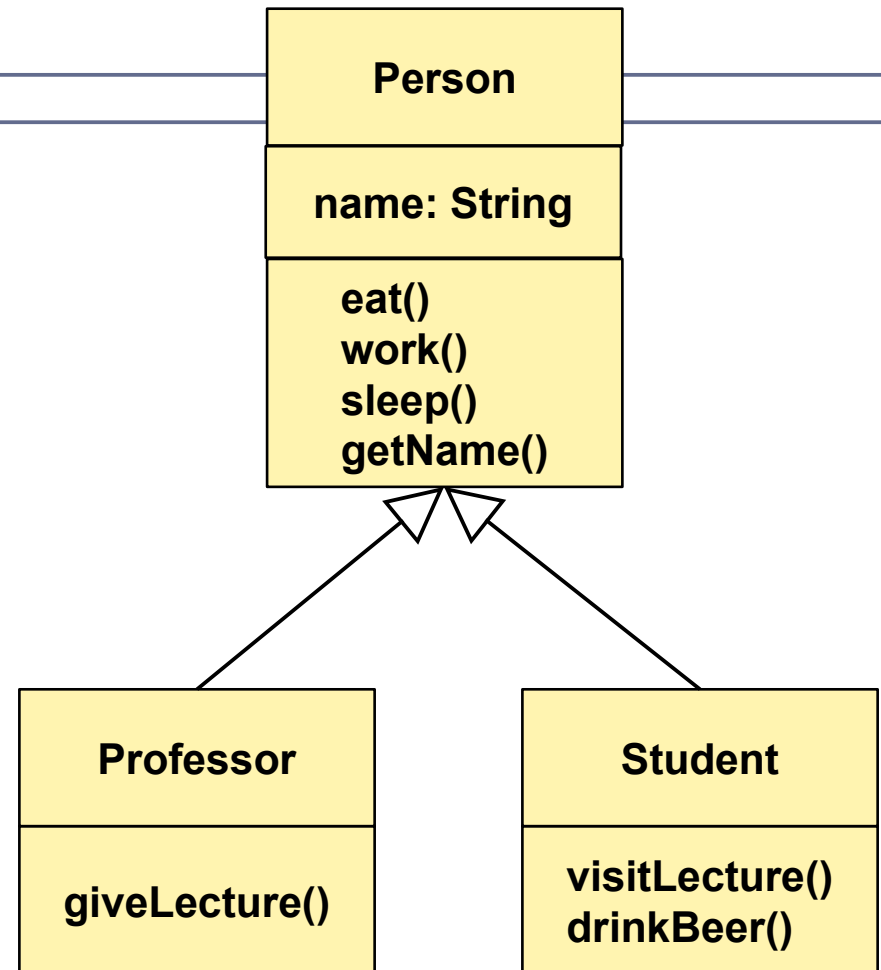 Person
name: String
eat()
work()
sleep()
getName()
Professor
giveLecture()
Student
visitLecture()
drinkBeer()